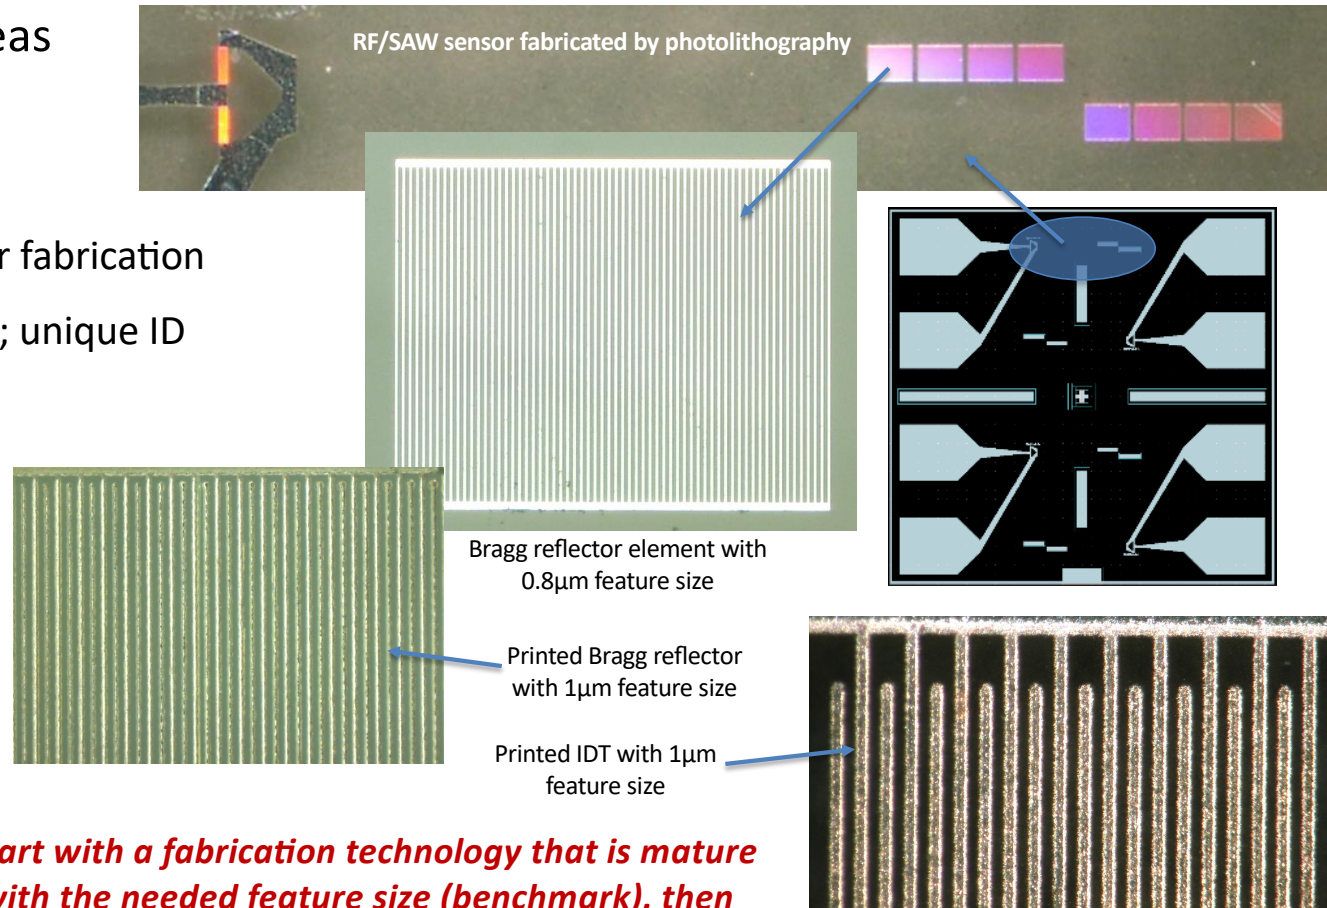 eas
RF/SAW sensor fabricated by photolithography
r fabrication
; unique ID
Bragg reflector element with
0.8µm feature size
Printed Bragg reflector
with 1µm feature size
Printed IDT with 1µm
feature size
art with a fabrication technology that is mature
with the needed feature size (benchmark), then